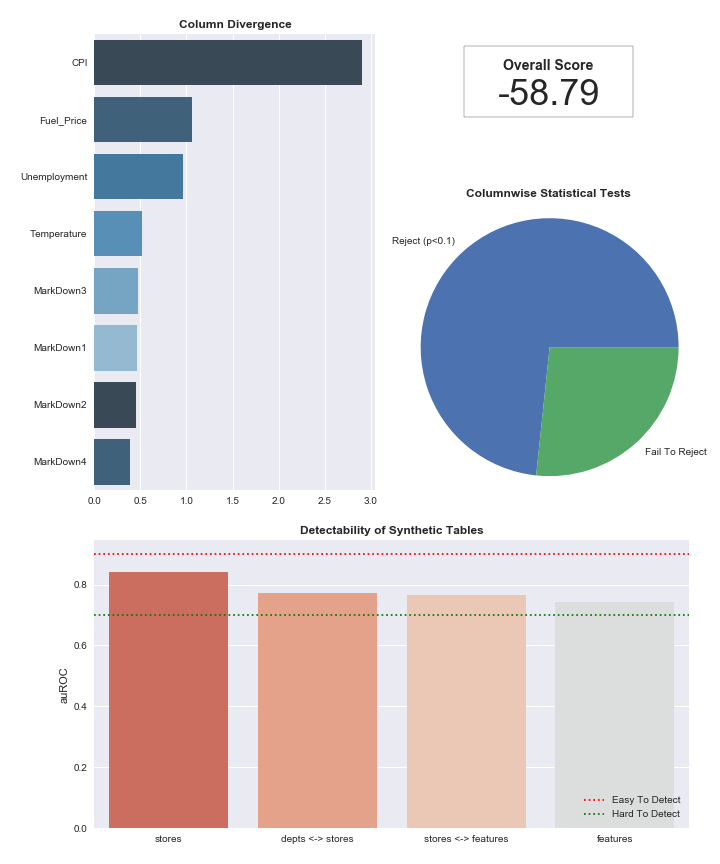 Column Divergence
CPI
Fuel_Price
Unemployment
Temperature
MarkDown3
MarkDown1
MarkDown2
MarkDown4
0.0 0.5 1.0 1.5 2.0 2.5 3.0
Overall Score
-58.79
Columnwise Statistical Tests
Reject (p<0.1)
Fail To Reject
Detectability of Synthetic Tables
auROC
0.8
0.6
0.4
0.2
0.0
Easy To Detect
Hard To Detect
stores depts <-> stores stores <-> features features